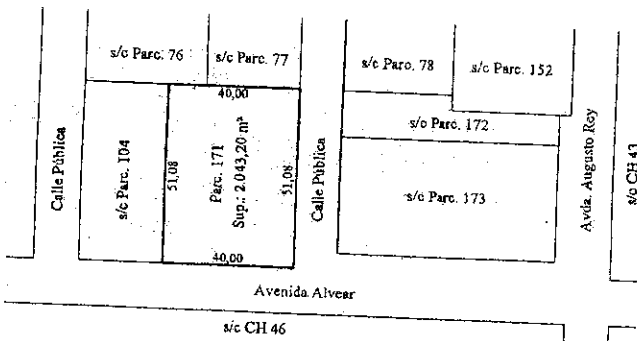 s/c Parc. 76
s/c Parc. 77
s/c Parc. 78
s/c Parc. 152
40,00
s/c Parc. 172
Calle Pública
s/c Parc. 104
51,08
Parc. 171
Sup.: 2.043,20 m²
51,08
Calle Pública
s/c Parc. 173
Avda. Augusto Rey
s/c CH 43
40,00
Avenida Alvear
s/c CH 46